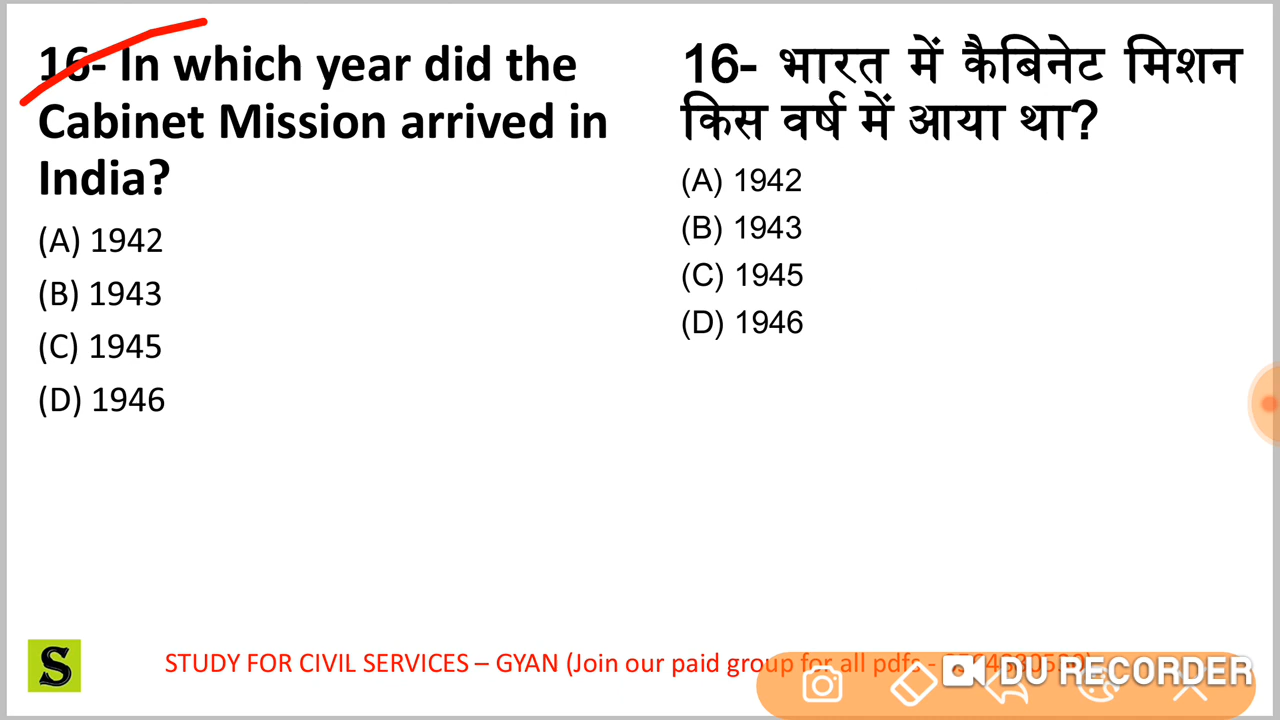 16- In which year did the
Cabinet Mission arrived in
India?
(A) 1942
(B) 1943
(C) 1945
(D) 1946
16- भारत में कैबिनेट मिशन
किस वर्ष में आया था?
(A) 1942
(B) 1943
(C) 1945
(D) 1946
S
STUDY FOR CIVIL SERVICES – GYAN (Join our paid group for all pdfs -
DU RECORDER